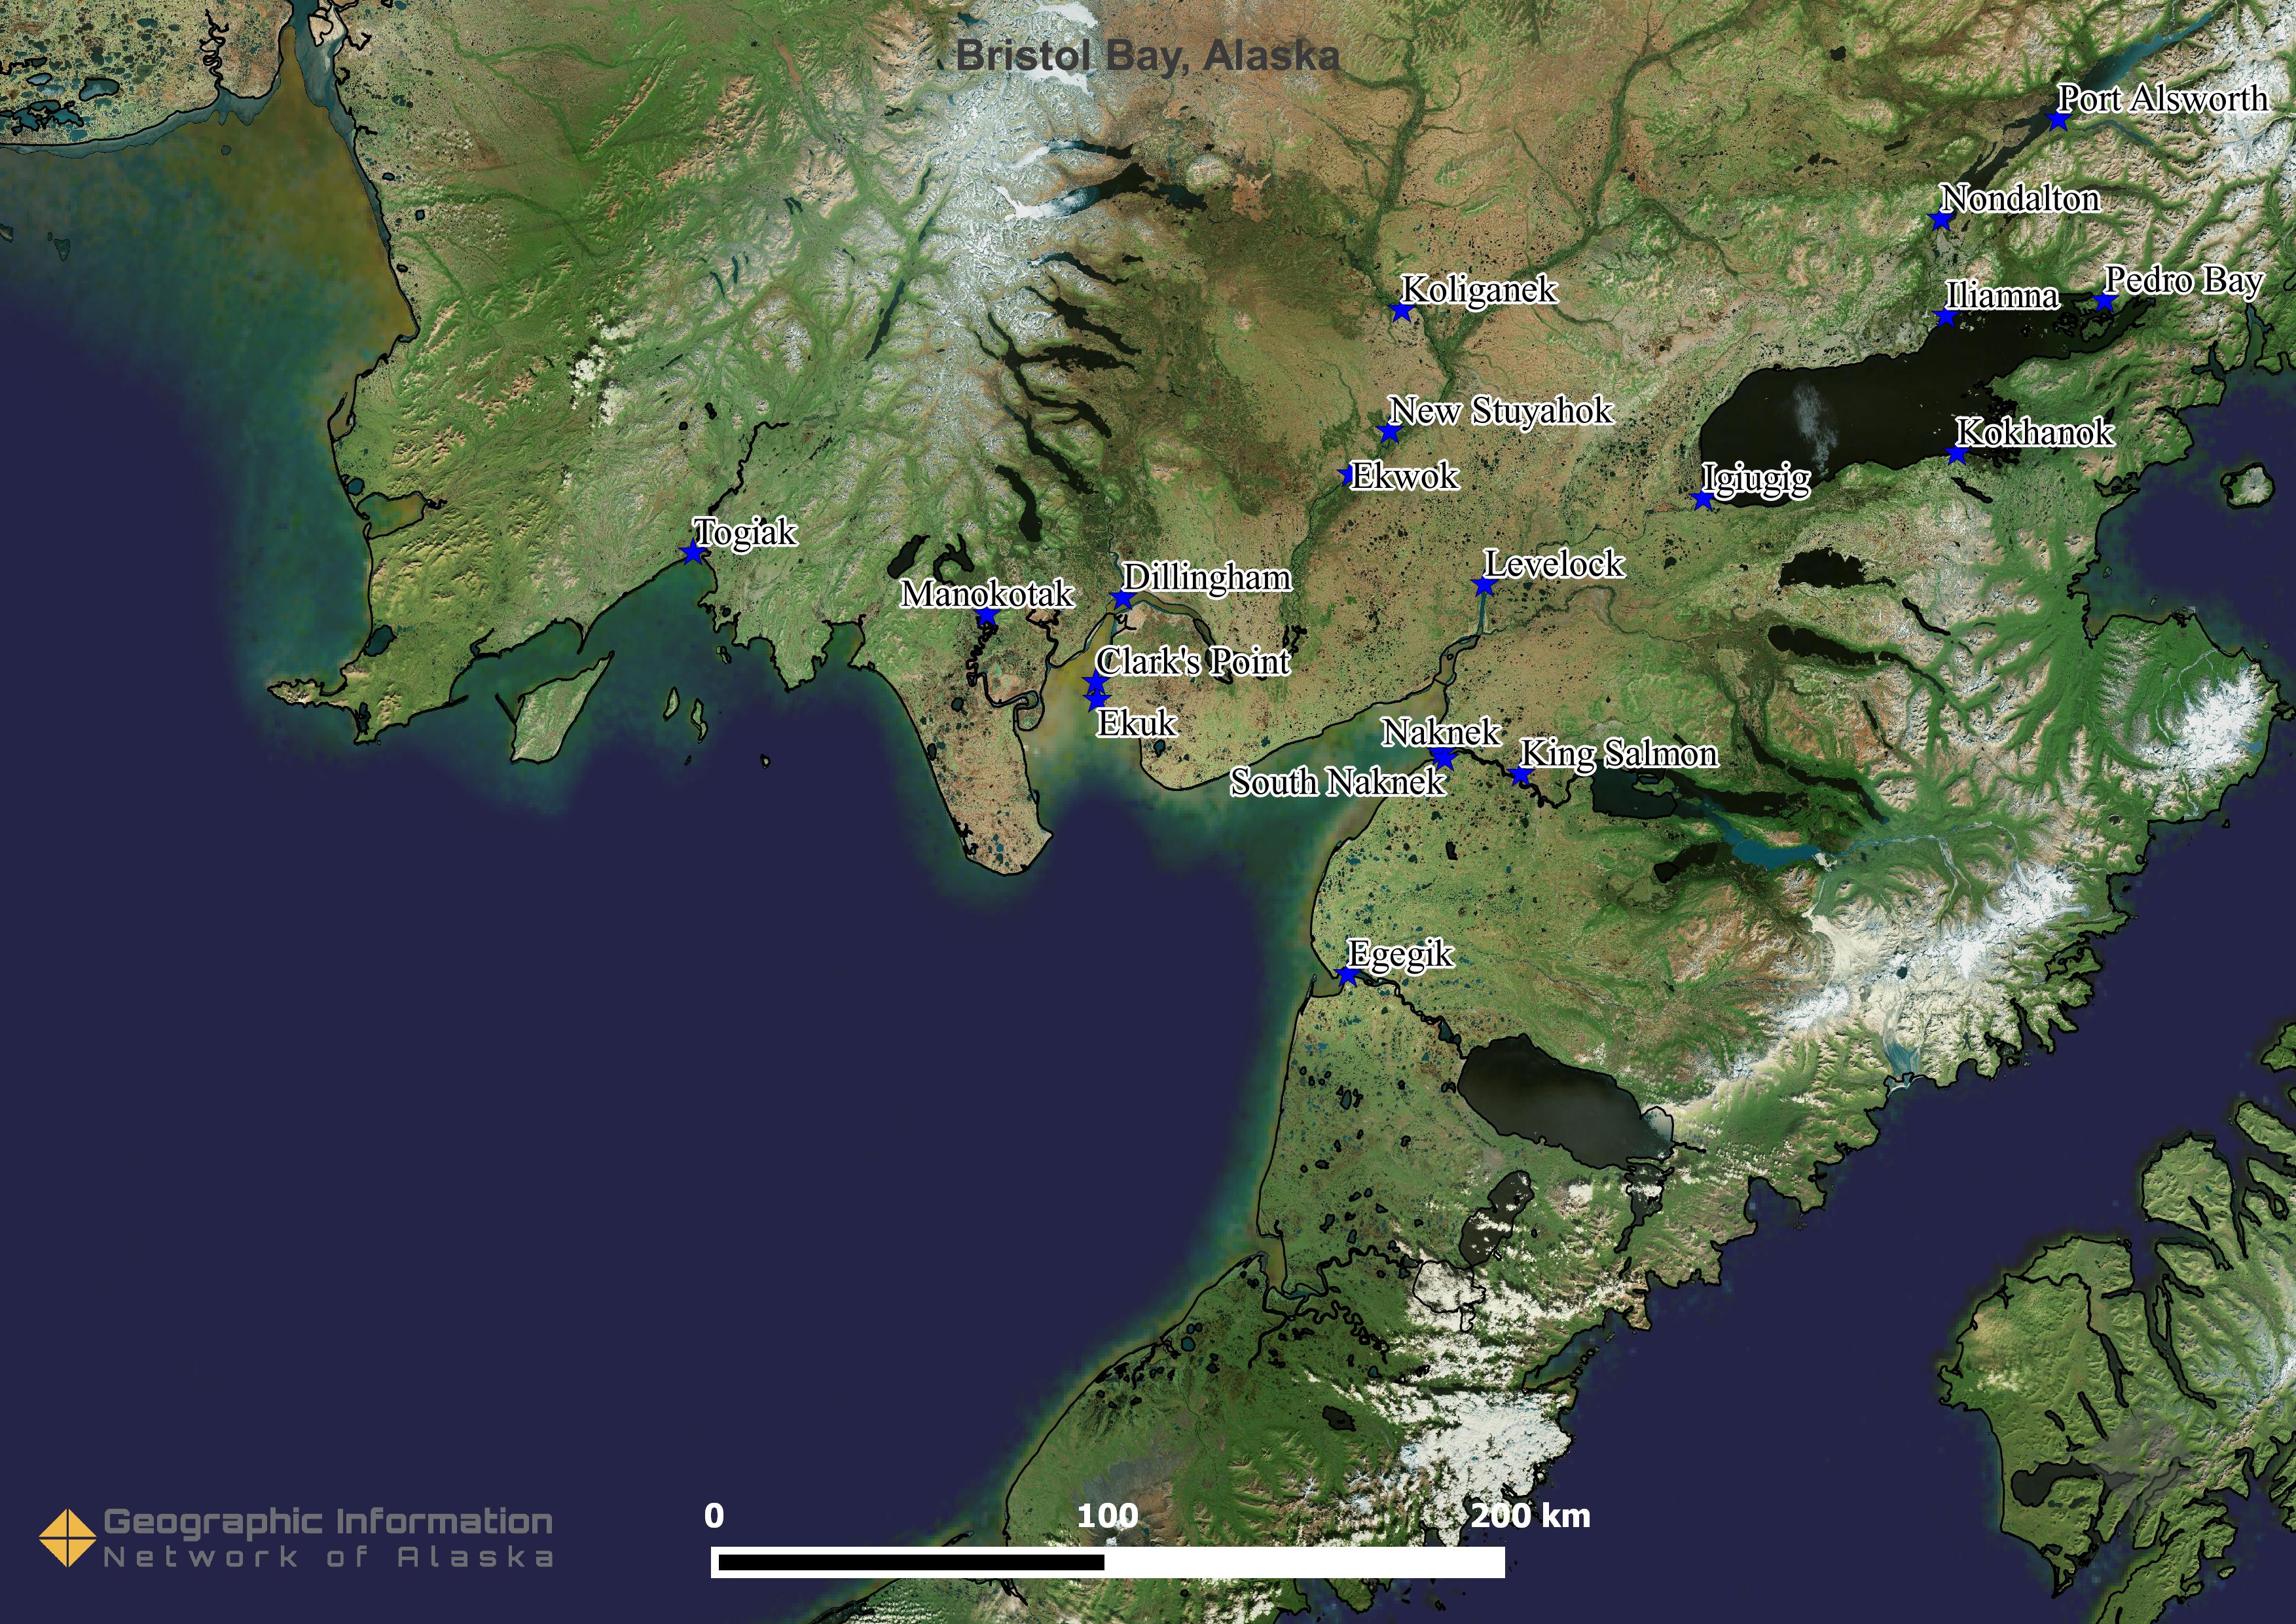 Bristol Bay, Alaska
Port Alsworth
Nondalton
Pedro Bay
Iliamna
Koliganek
New Stuyahok
Kokhanok
Ekwok
Igiugig
Togiak
Levelock
Dillingham
Manokotak
Clark's Point
Ekuk
Naknek
King Salmon
South Naknek
Egegik
0 100 200 km
Geographic Information
Network of Alaska